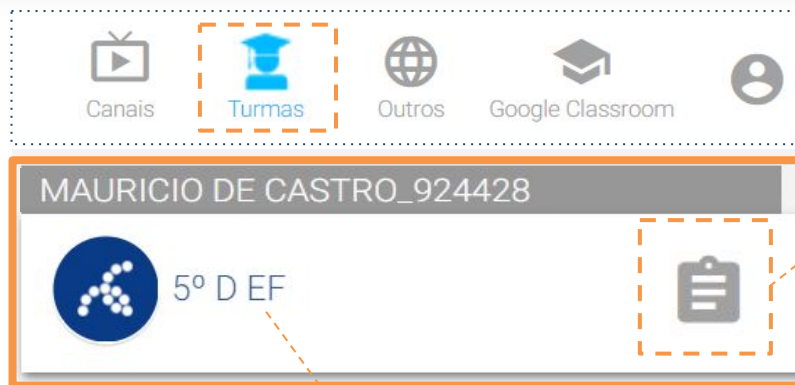 Canais
Turmas
Outros
Google Classroom
MAURICIO DE CASTRO_924428
5º D EF